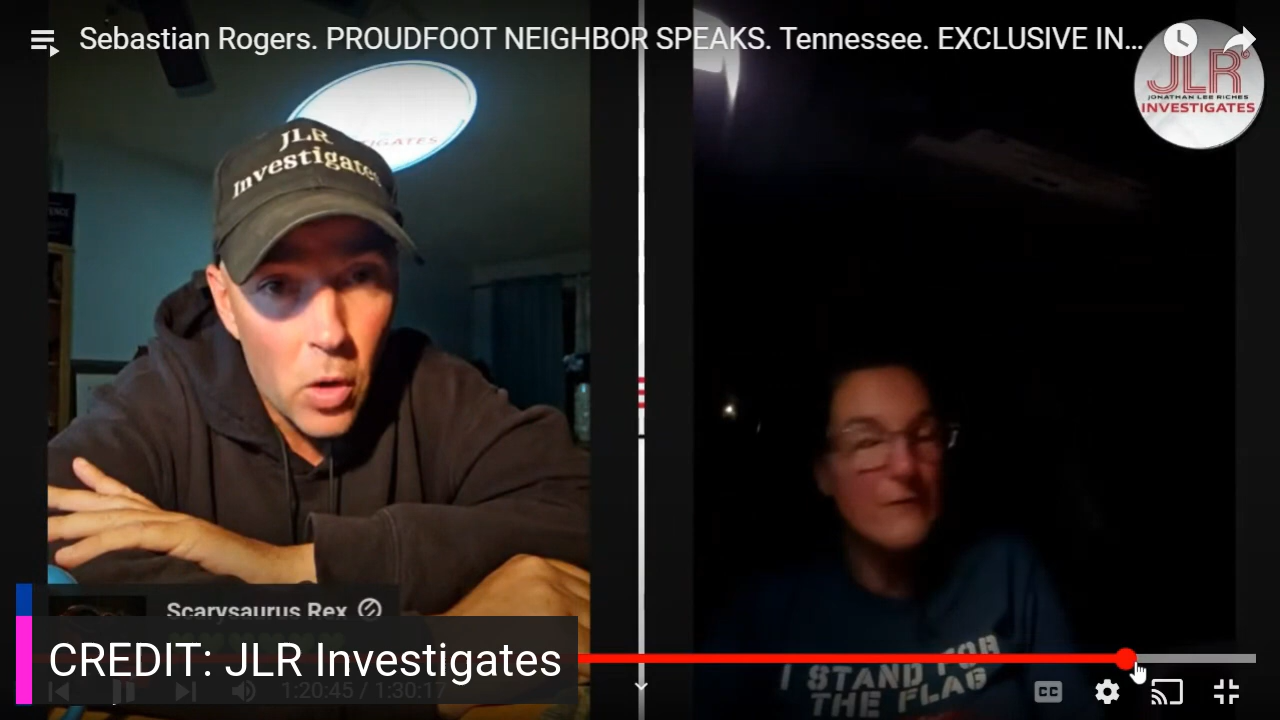 Sebastian Rogers. PROUDFOOT NEIGHBOR SPEAKS. Tennessee. EXCLUSIVE IN...
JLR
JONATHAN LEE RICHES
INVESTIGATES
JLR
Investigates
Scarysaurus Rex
CREDIT: JLR Investigates
1:20:45 / 1:30:17
CC
I STAND FOR
THE FLAG